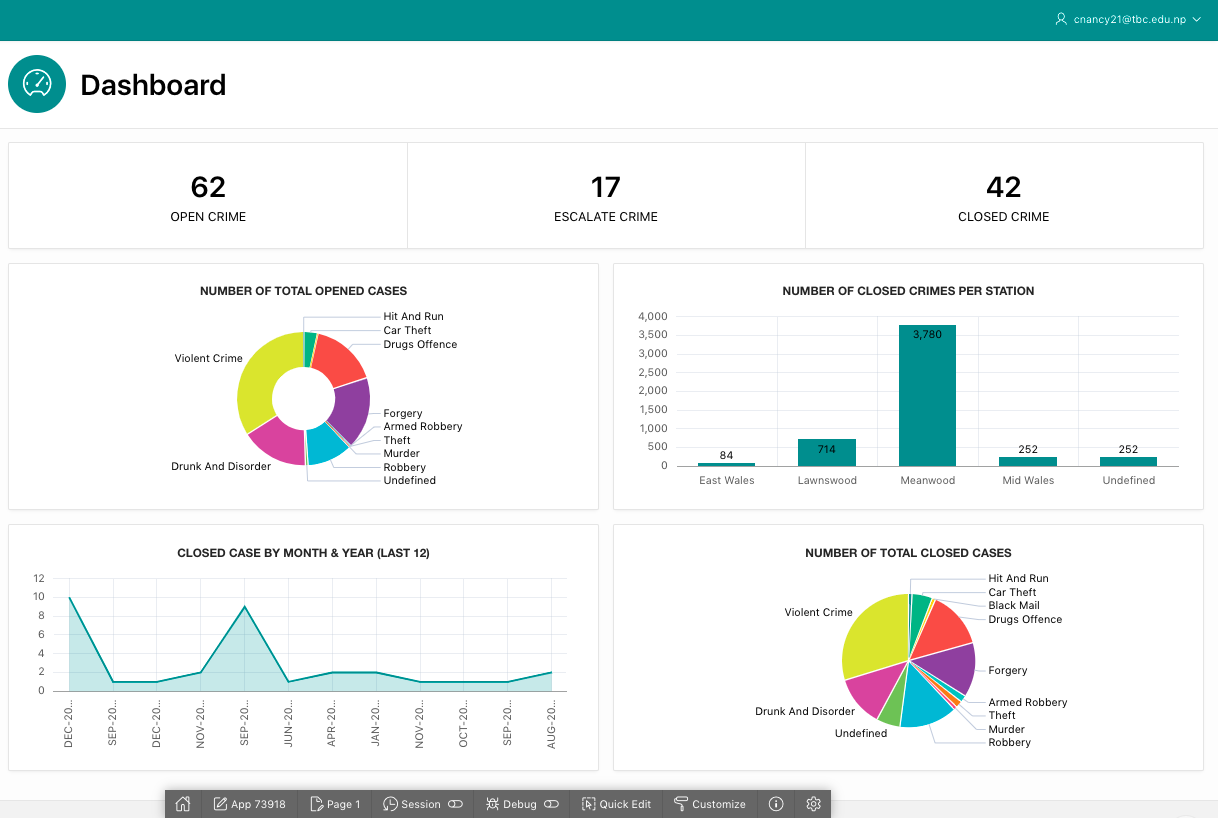 cnancy21@tbc.edu.np
Dashboard
62
OPEN CRIME
17
ESCALATE CRIME
42
CLOSED CRIME
NUMBER OF TOTAL OPENED CASES
Hit And Run
Car Theft
Drugs Offence
Violent Crime
Forgery
Armed Robbery
Theft
Murder
Drunk And Disorder
Robbery
Undefined
NUMBER OF CLOSED CRIMES PER STATION
4,000
3,500
3,000
2,500
2,000
1,500
1,000
500
0
84
714
3,780
252
252
East Wales
Lawnswood
Meanwood
Mid Wales
Undefined
CLOSED CASE BY MONTH & YEAR (LAST 12)
12
10
8
6
4
2
0
DEC-20...
SEP-20...
DEC-20...
NOV-20...
SEP-20...
JUN-20...
APR-20...
JAN-20...
NOV-20...
OCT-20...
SEP-20...
AUG-20...
NUMBER OF TOTAL CLOSED CASES
Hit And Run
Car Theft
Black Mail
Drugs Offence
Violent Crime
Forgery
Armed Robbery
Drunk And Disorder
Theft
Murder
Undefined
Robbery
App 73918
Page 1
Session
Debug
Quick Edit
Customize